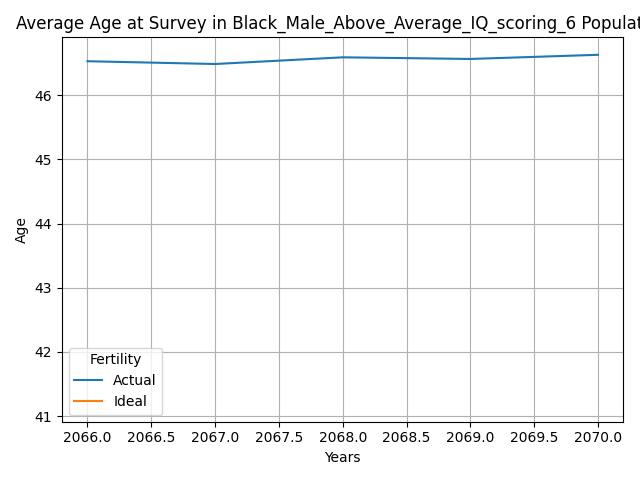 Average Age at Survey in Black_Male_Above_Average_IQ_scoring_6 Populat
Age
46
45
44
43
42
41
Fertility
Actual
Ideal
2066.0 2066.5 2067.0 2067.5 2068.0 2068.5 2069.0 2069.5 2070.0
Years